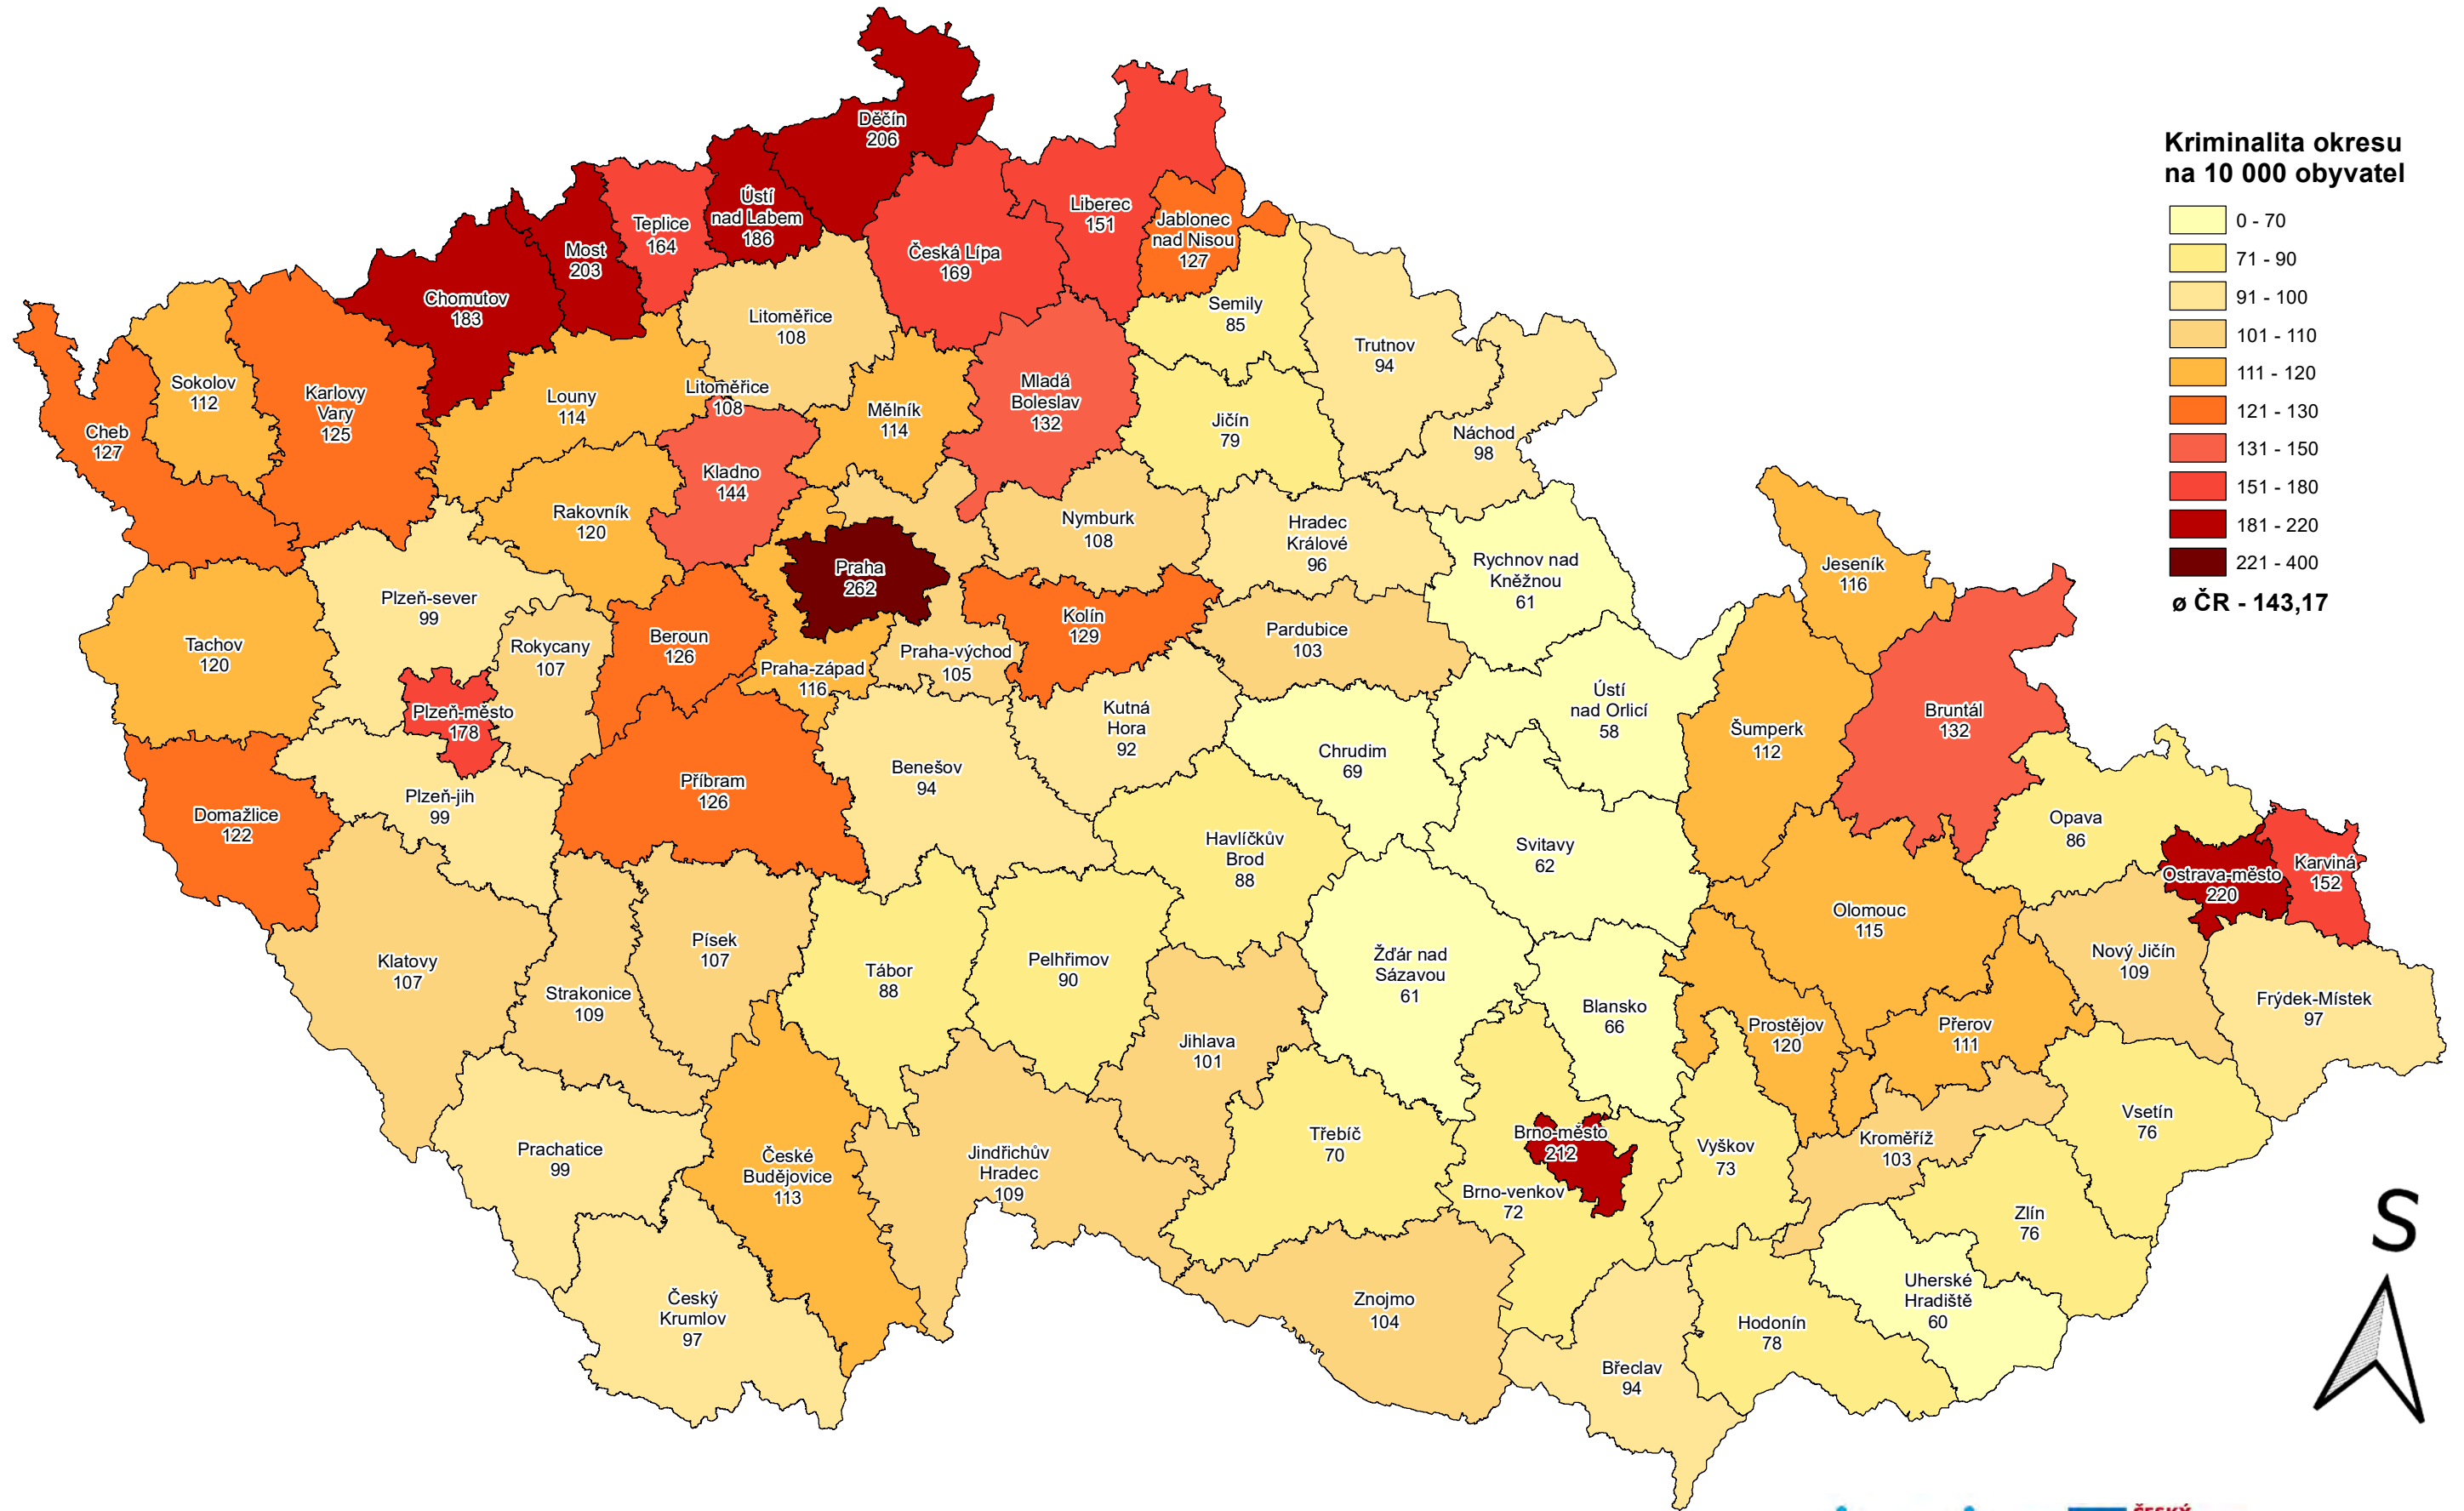 Kriminalita okresu
na 10 000 obyvatel
0 - 70
71 - 90
91 - 100
101 - 110
111 - 120
121 - 130
131 - 150
151 - 180
181 - 220
221 - 400
ø ČR - 143,17
Děčín
206
Ústí
nad Labem
186
Teplice
164
Most
203
Chomutov
183
Česká Lípa
169
Liberec
151
Jablonec
nad Nisou
127
Semily
85
Litoměřice
108
Trutnov
94
Sokolov
112
Karlovy
Vary
125
Cheb
127
Louny
114
Litoměřice
108
Mělník
114
Mladá
Boleslav
132
Jičín
79
Náchod
98
Kladno
144
Rakovník
120
Nymburk
108
Hradec
Králové
96
Rychnov nad
Kněžnou
61
Praha
262
Jeseník
116
Plzeň-sever
99
Tachov
120
Rokycany
107
Beroun
126
Praha-západ
116
Praha-východ
105
Kolín
129
Pardubice
103
Plzeň-město
178
Kutná
Hora
92
Ústí
nad Orlicí
58
Šumperk
112
Bruntál
132
Chrudim
69
Benešov
94
Příbram
126
Plzeň-jih
99
Domažlice
122
Havlíčkův
Brod
88
Svitavy
62
Opava
86
Ostrava-město
220
Karviná
152
Olomouc
115
Klatovy
107
Písek
107
Strakonice
109
Tábor
88
Pelhřimov
90
Žďár nad
Sázavou
61
Nový Jičín
109
Frýdek-Místek
97
Blansko
66
Prostějov
120
Přerov
111
Jihlava
101
Vsetín
76
Prachatice
99
České
Budějovice
113
Jindřichův
Hradec
109
Třebíč
70
Brno-město
212
Vyškov
73
Kroměříž
103
Brno-venkov
72
Zlín
76
S
Český
Krumlov
97
Znojmo
104
Uherské
Hradiště
60
Hodonín
78
Břeclav
94
ČESKÝ